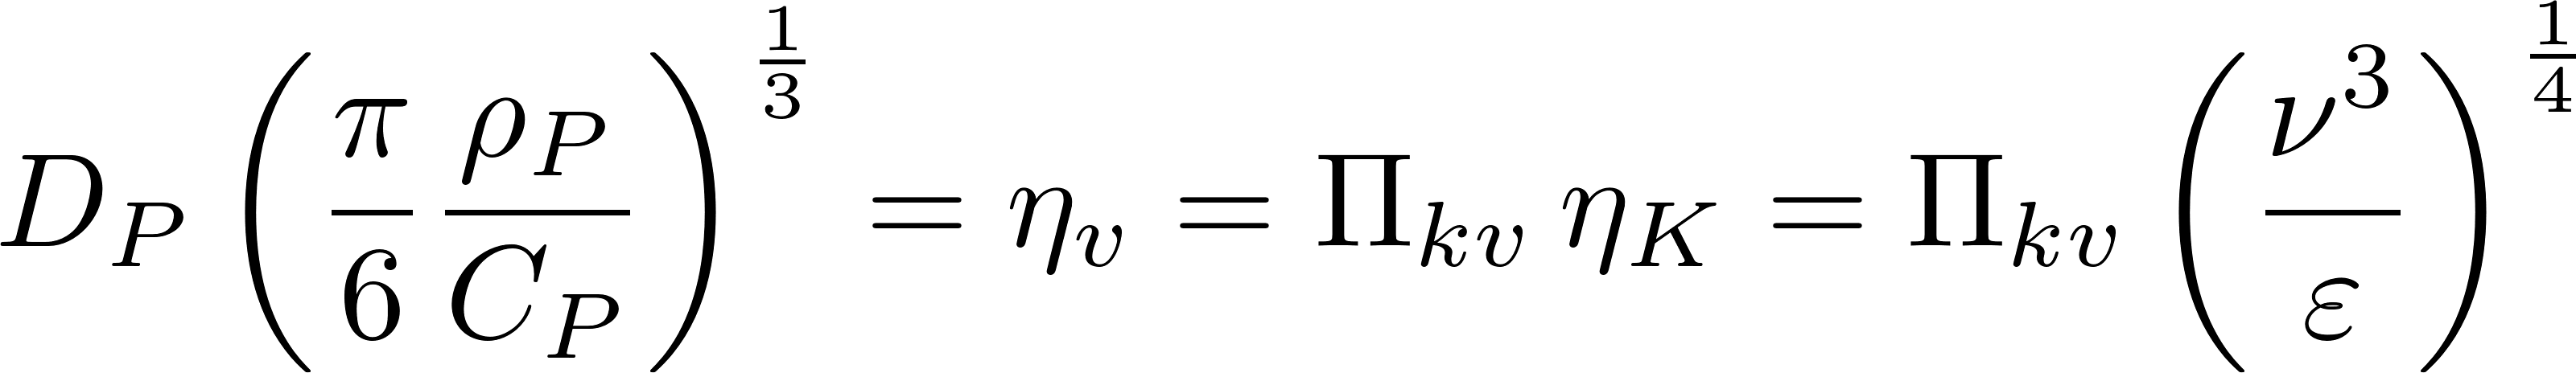 D_P \left( \frac{\pi}{6} \frac{\rho_P}{C_P} \right)^{\frac{1}{3}} = \eta_v = \Pi_{kv} \, \eta_K = \Pi_{kv} \left( \frac{\nu^3}{\varepsilon} \right)^{\frac{1}{4}}